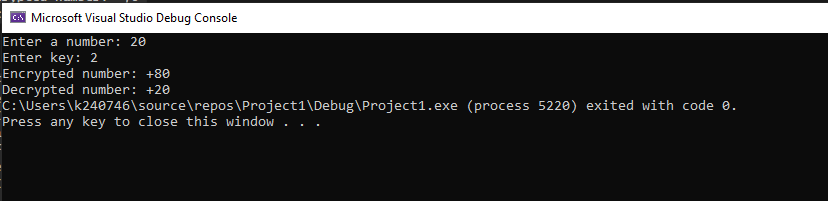 Microsoft Visual Studio Debug Console
Enter a number: 20
Enter key: 2
Encrypted number: +80
Decrypted number: +20
C:\Users\k240746\source\repos\Project1\Debug\Project1.exe (process 5220) exited with code 0.
Press any key to close this window . . .